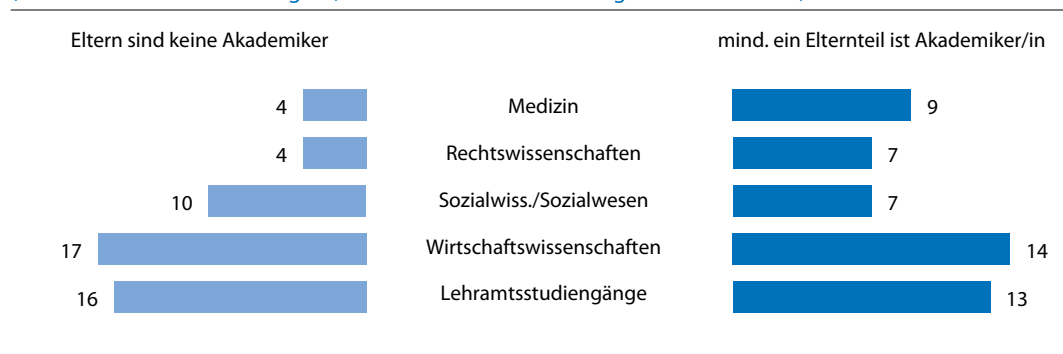 Eltern sind keine Akademiker mind. ein Elternteil ist Akademiker/in
4 Medizin 9
4 Rechtswissenschaften 7
10 Sozialwiss./Sozialwesen 7
17 Wirtschaftswissenschaften 14
16 Lehramtsstudiengänge 13